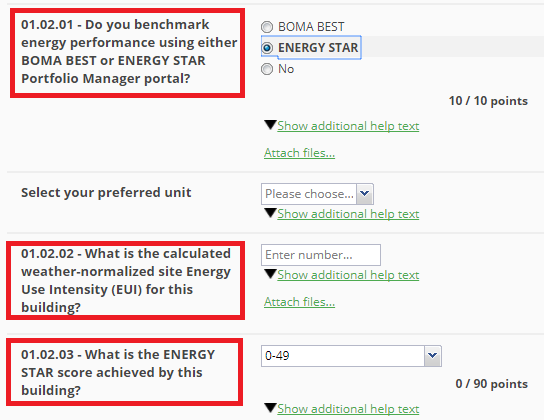 01.02.01 - Do you benchmark
energy performance using either
BOMA BEST or ENERGY STAR
Portfolio Manager portal?
BOMA BEST
ENERGY STAR
No
10 / 10 points
Show additional help text
Attach files...
Select your preferred unit
Please choose...
Show additional help text
01.02.02 - What is the calculated
weather-normalized site Energy
Use Intensity (EUI) for this
building?
Enter number...
Show additional help text
Attach files...
01.02.03 - What is the ENERGY
STAR score achieved by this
building?
0-49
0 / 90 points
Show additional help text